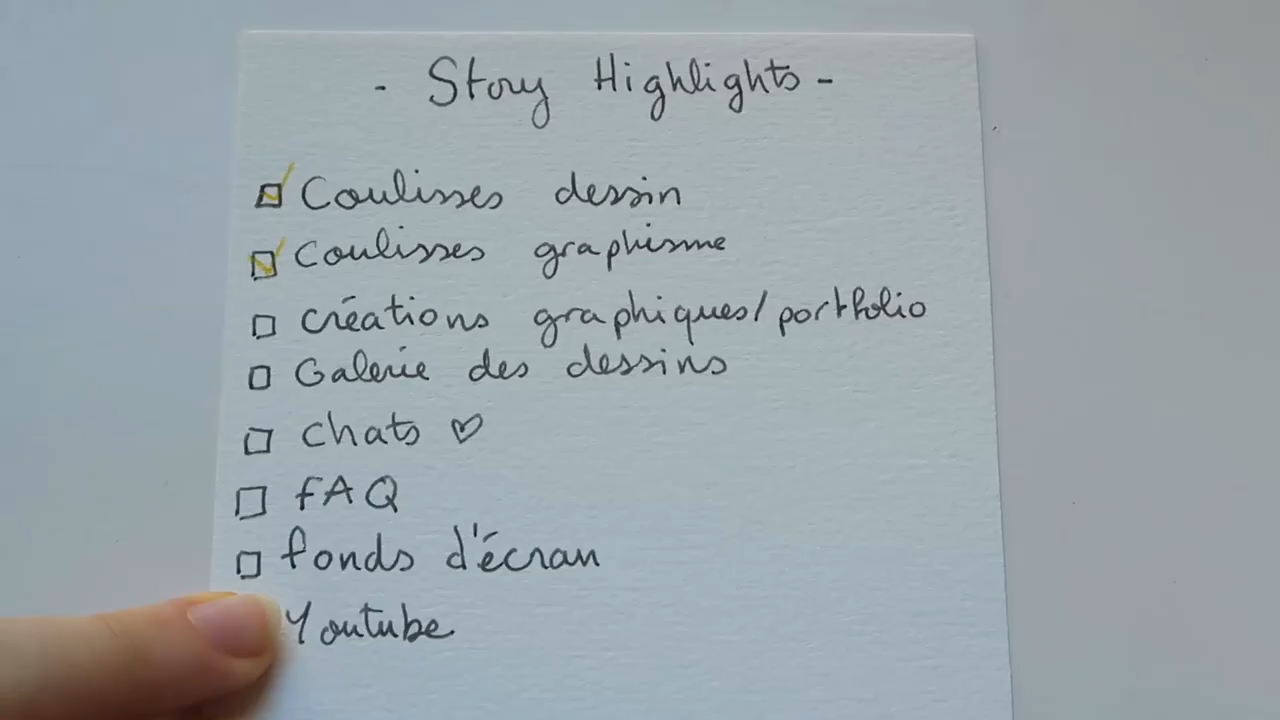 - Story Highlights -
Coulisses dessin
Coulisses graphisme
créations graphiques/portfolio
Galerie des dessins
chats ♡
fAQ
fonds d'écran
Youtube